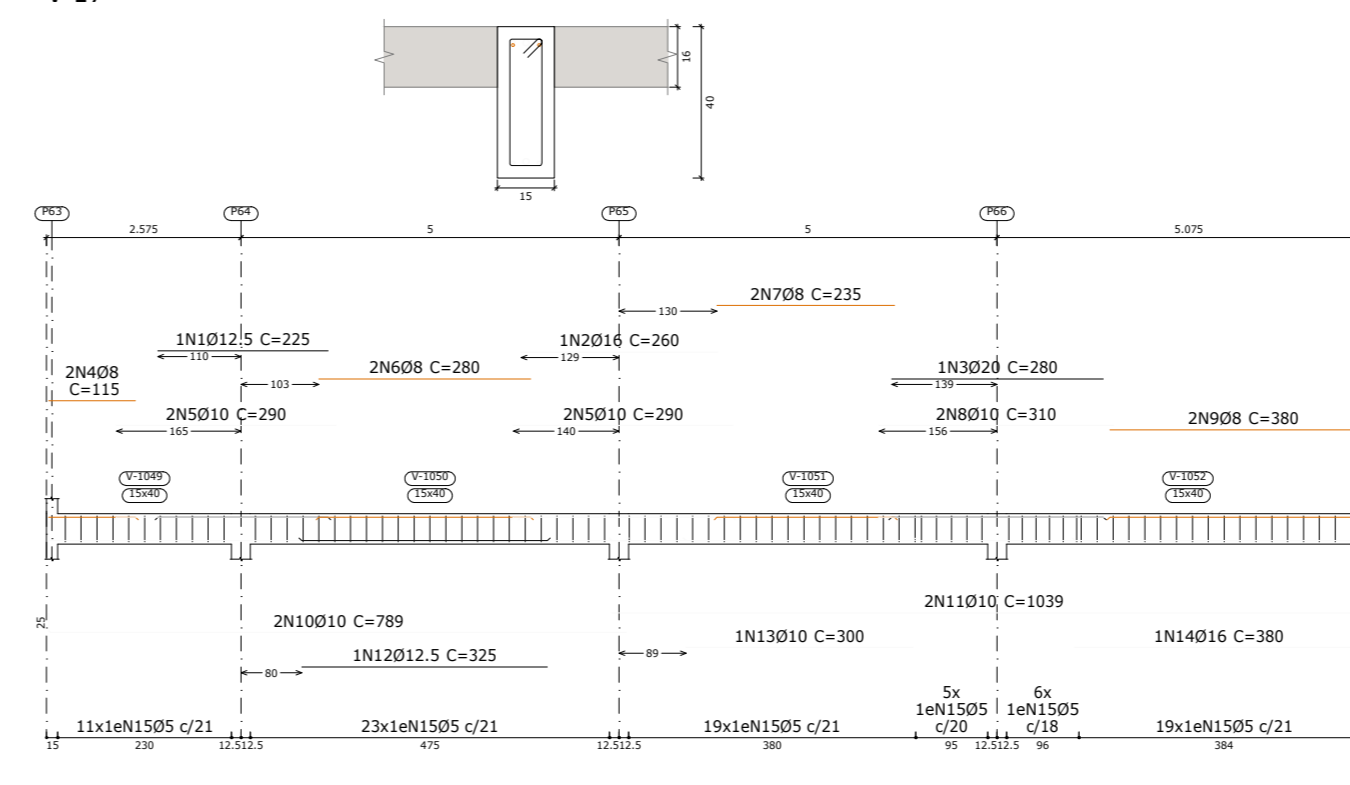 16
40
15
P63
P64
P65
P66
2.575
5
5
5.075
2N7Ø8 C=235
130
1N1Ø12.5 C=225
110
1N2Ø16 C=260
129
2N4Ø8
C=115
2N6Ø8 C=280
103
1N3Ø20 C=280
139
2N5Ø10 C=290
165
2N5Ø10 C=290
140
2N8Ø10 C=310
156
2N9Ø8 C=380
V-1049
15x40
V-1050
15x40
V-1051
15x40
V-1052
15x40
25
2N10Ø10 C=789
2N11Ø10 C=1039
1N12Ø12.5 C=325
80
1N13Ø10 C=300
89
1N14Ø16 C=380
11x1eN15Ø5 c/21
23x1eN15Ø5 c/21
19x1eN15Ø5 c/21
5x
1eN15Ø5
c/20
6x
1eN15Ø5
c/18
19x1eN15Ø5 c/21
15
230
12.5
12.5
475
12.5
12.5
380
95
12.5
12.5
96
384